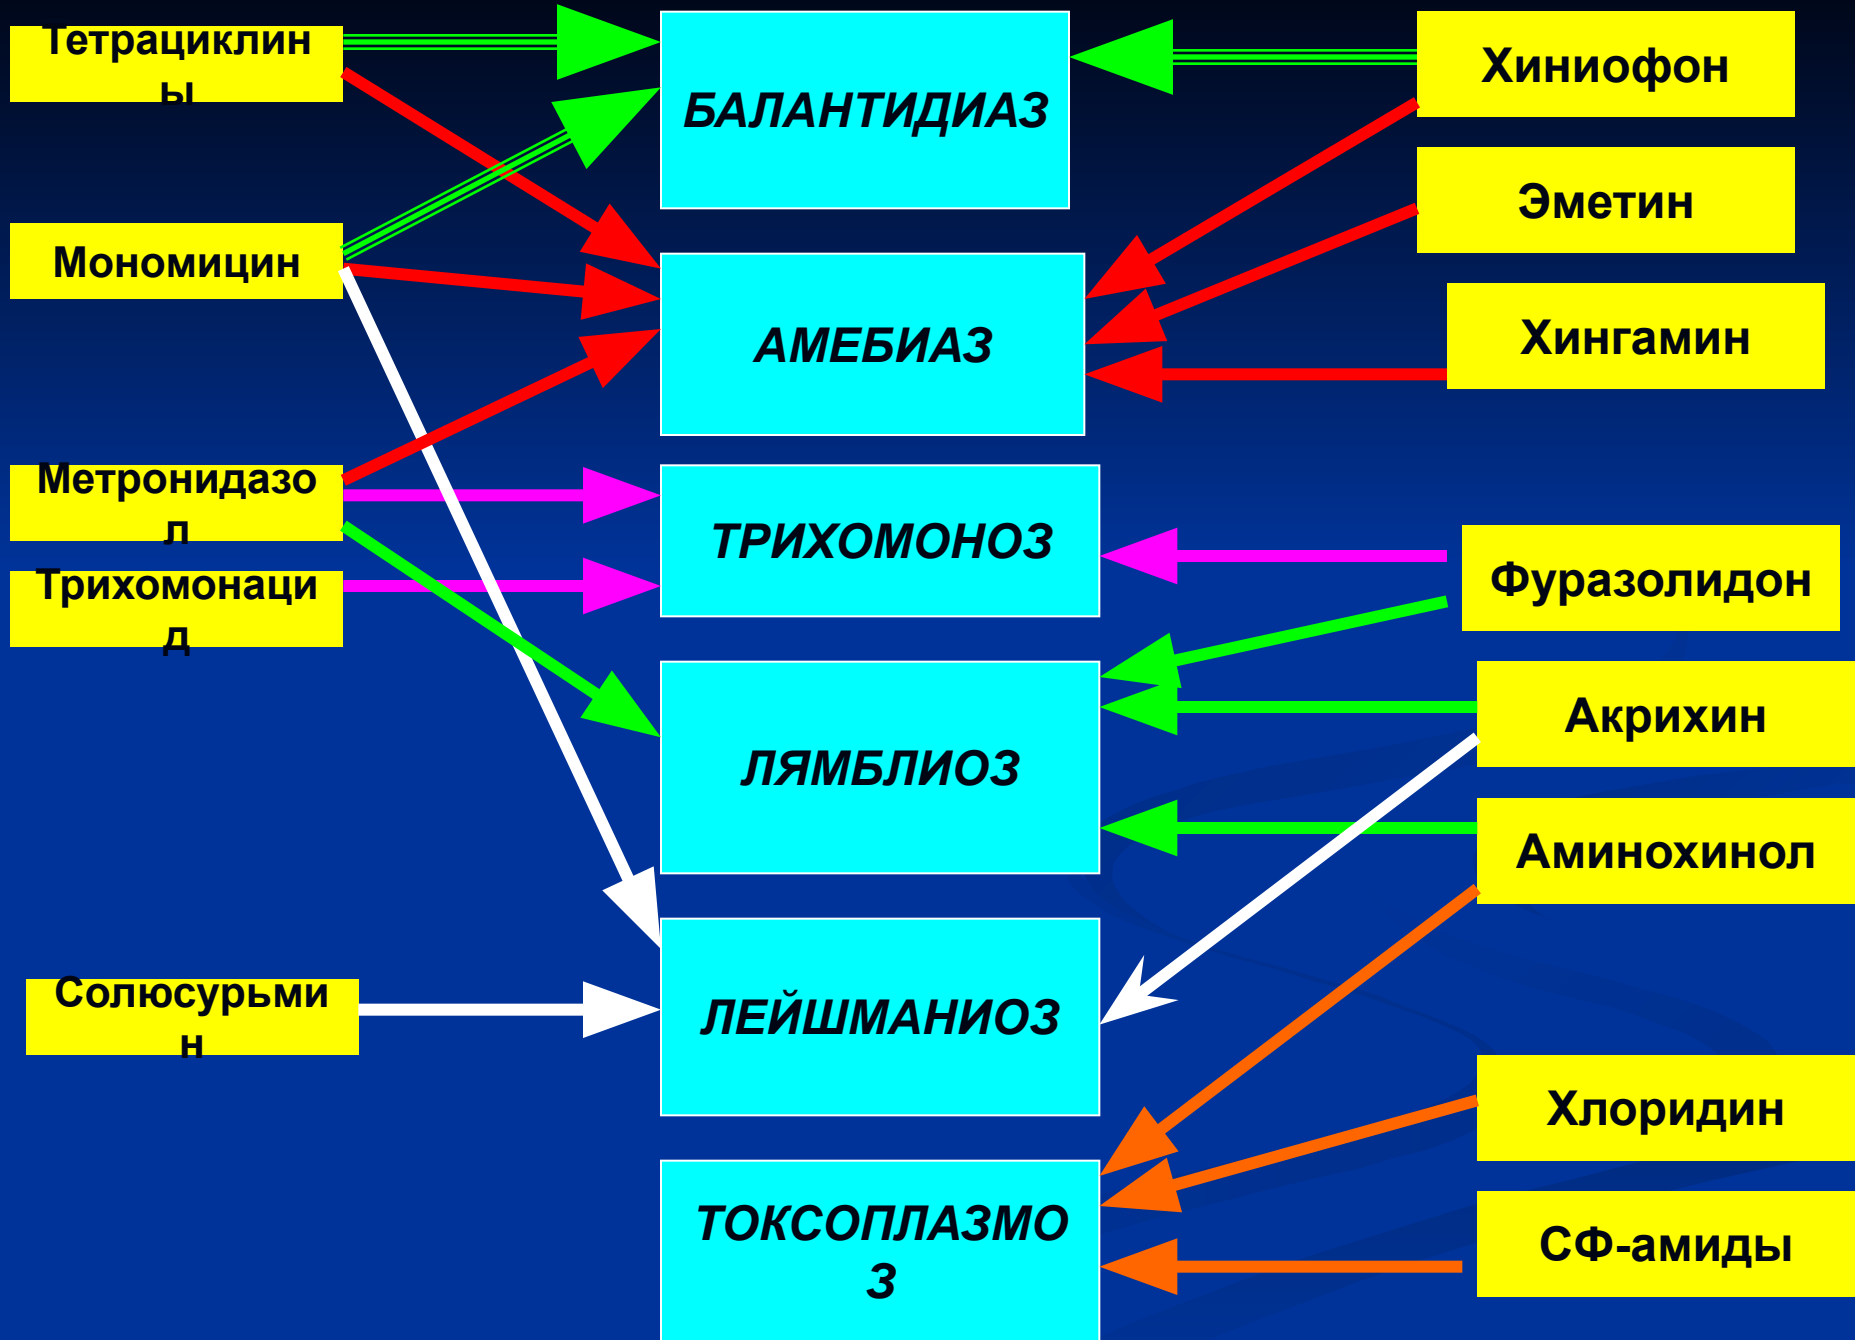 Тетрациклин
ы
Мономицин
Метронидазо
л
Трихомонаци
д
Солюсурьми
н
БАЛАНТИДИАЗ
АМЕБИАЗ
ТРИХОМОНОЗ
ЛЯМБЛИОЗ
ЛЕЙШМАНИОЗ
ТОКСОПЛАЗМО
З
Хиниофон
Эметин
Хингамин
Фуразолидон
Акрихин
Аминохинол
Хлоридин
СФ-амиды